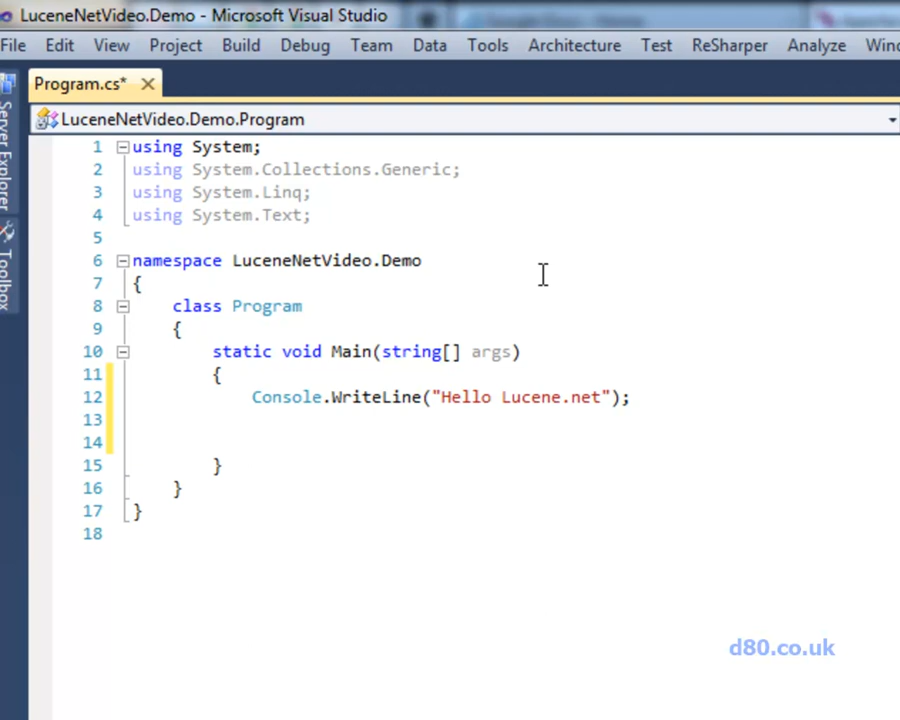 LuceneNetVideo.Demo - Microsoft Visual Studio
File Edit View Project Build Debug Team Data Tools Architecture Test ReSharper Analyze
Program.cs*
LuceneNetVideo.Demo.Program
Server Explorer
Toolbox
1 using System;
2 using System.Collections.Generic;
3 using System.Linq;
4 using System.Text;
5
6 namespace LuceneNetVideo.Demo
7 {
8 class Program
9 {
10 static void Main(string[] args)
11 {
12 Console.WriteLine("Hello Lucene.net");
13
14
15 }
16 }
17 }
18
d80.co.uk